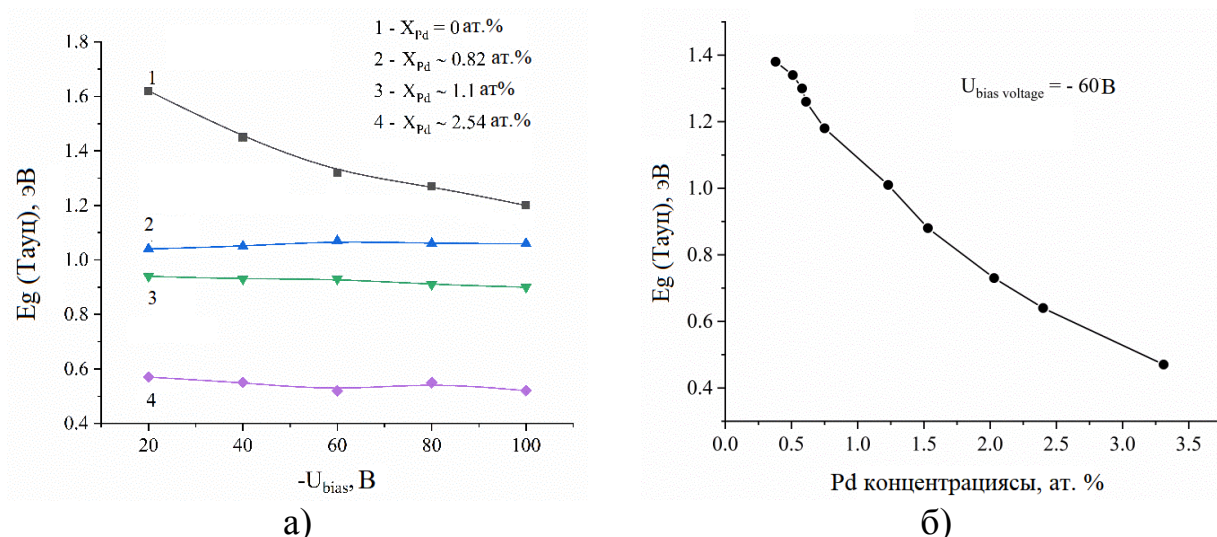 1 - X_Pd = 0 ат.%
2 - X_Pd ~ 0.82 ат.%
3 - X_Pd ~ 1.1 ат%
4 - X_Pd ~ 2.54 ат.%
1
2
3
4
Eg (Тауц), эВ
1.8
1.6
1.4
1.2
1.0
0.8
0.6
0.4
20 40 60 80 100
-U_bias, В
а)
U_bias voltage = - 60 В
Eg (Тауц), эВ
1.4
1.2
1.0
0.8
0.6
0.4
0.0 0.5 1.0 1.5 2.0 2.5 3.0 3.5
Pd концентрациясы, ат. %
б)